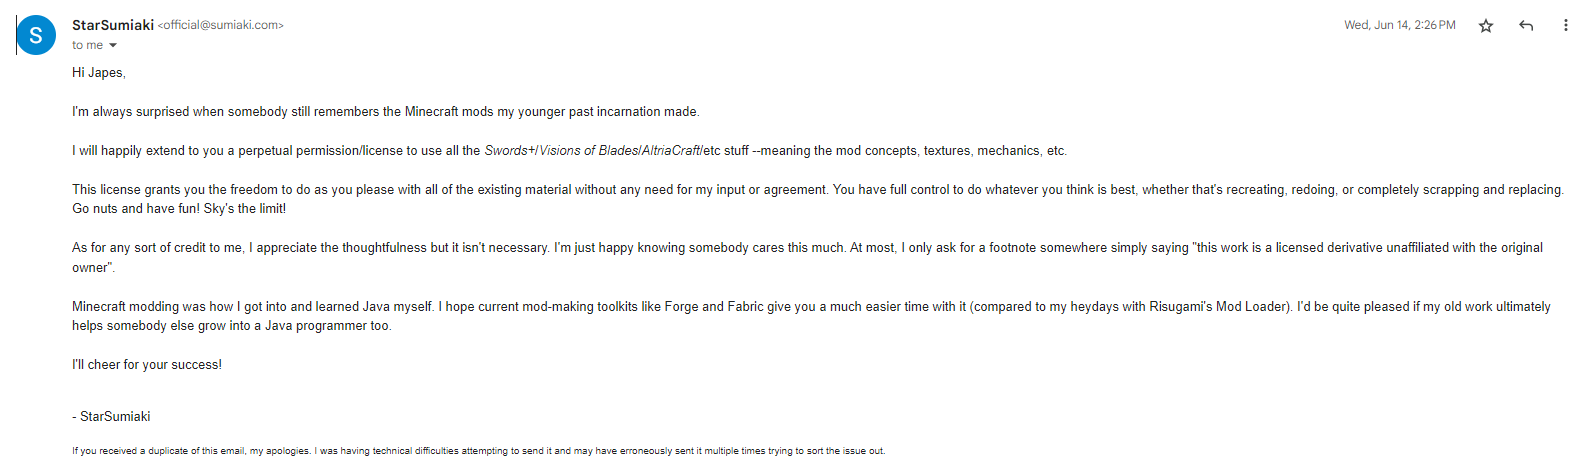 S
StarSumiaki <official@sumiaki.com>
Wed, Jun 14, 2:26 PM
to me
Hi Japes,
I'm always surprised when somebody still remembers the Minecraft mods my younger past incarnation made.
I will happily extend to you a perpetual permission/license to use all the Swords+/Visions of Blades/AltriaCraft/etc stuff --meaning the mod concepts, textures, mechanics, etc.
This license grants you the freedom to do as you please with all of the existing material without any need for my input or agreement. You have full control to do whatever you think is best, whether that's recreating, redoing, or completely scrapping and replacing.
Go nuts and have fun! Sky's the limit!
As for any sort of credit to me, I appreciate the thoughtfulness but it isn't necessary. I'm just happy knowing somebody cares this much. At most, I only ask for a footnote somewhere simply saying "this work is a licensed derivative unaffiliated with the original
owner".
Minecraft modding was how I got into and learned Java myself. I hope current mod-making toolkits like Forge and Fabric give you a much easier time with it (compared to my heydays with Risugami's Mod Loader). I'd be quite pleased if my old work ultimately
helps somebody else grow into a Java programmer too.
I'll cheer for your success!
- StarSumiaki
If you received a duplicate of this email, my apologies. I was having technical difficulties attempting to send it and may have erroneously sent it multiple times trying to sort the issue out.